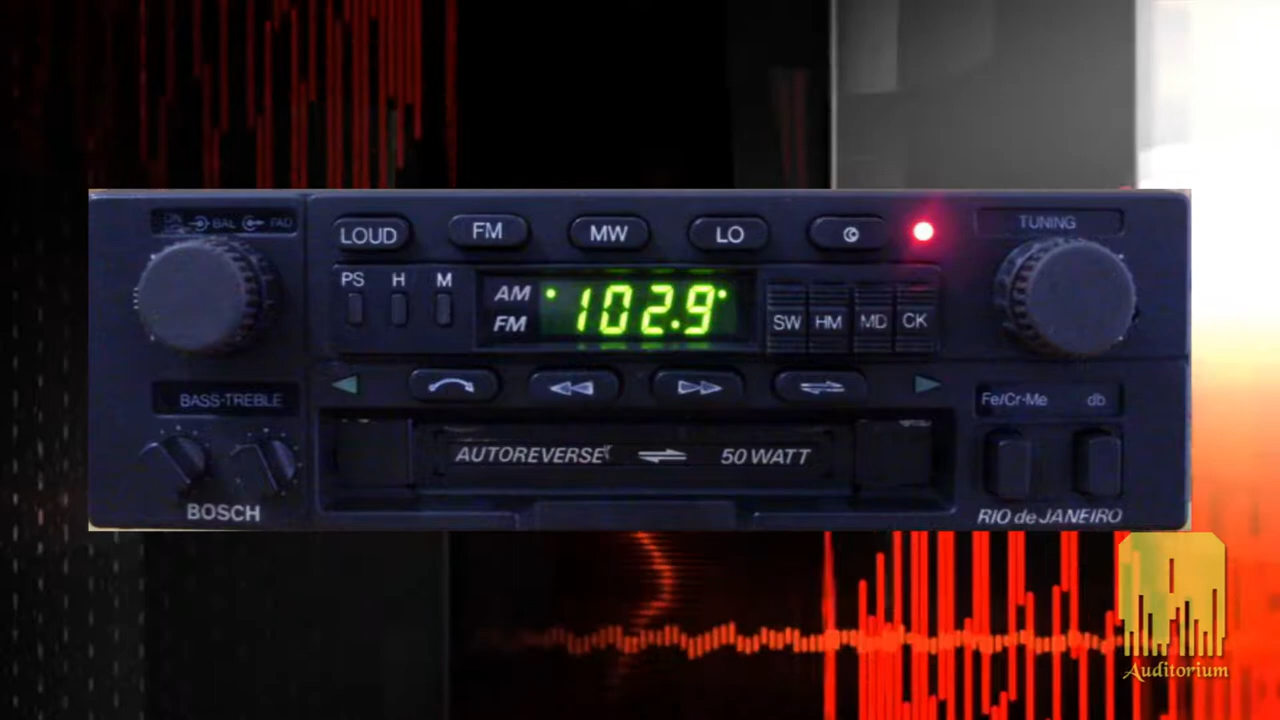 ON BAL FAD
LOUD FM MW LO
TUNING
PS H M
AM
FM
102.9
SW HM MD CK
BASS-TREBLE
Fe/Cr-Me db
AUTOREVERSE 50 WATT
BOSCH
RIO de JANEIRO
Auditorium